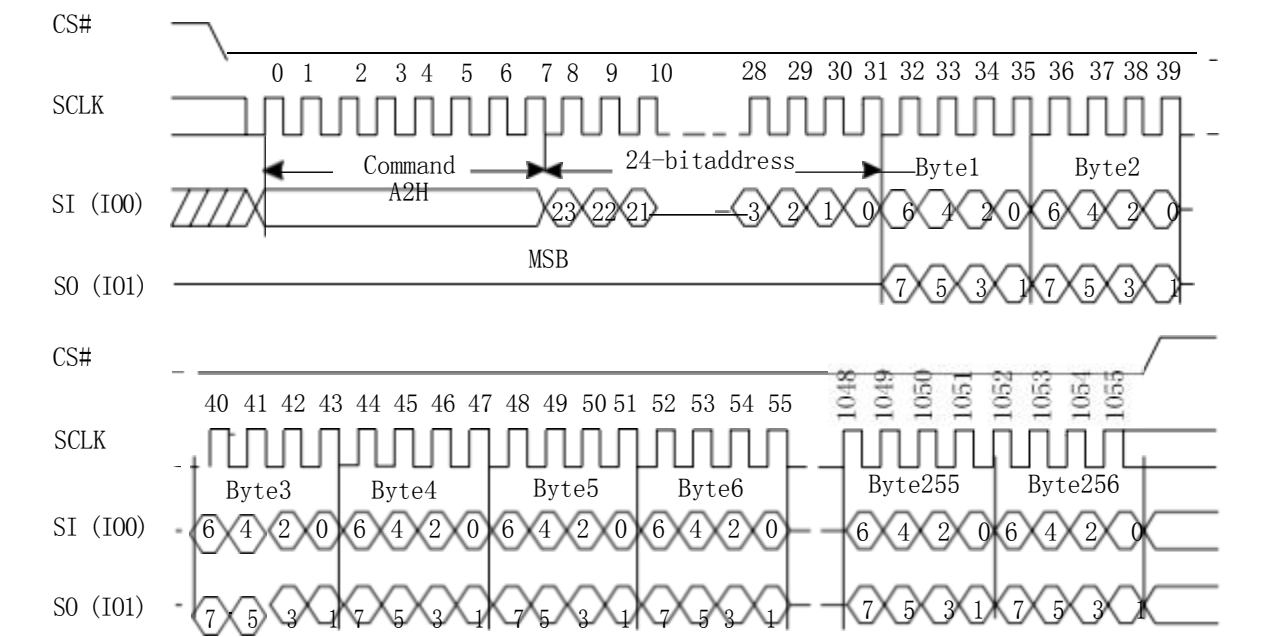 CS#
0 1 2 3 4 5 6 7 8 9 10 28 29 30 31 32 33 34 35 36 37 38 39
SCLK
Command 24-bitaddress Byte1 Byte2
A2H
SI (IO0) 23 22 21 3 2 1 0 6 4 2 0 6 4 2 0
MSB
SO (IO1) 7 5 3 1 7 5 3 1
CS#
40 41 42 43 44 45 46 47 48 49 50 51 52 53 54 55 1048 1049 1050 1051 1052 1053 1054 1055
SCLK
Byte3 Byte4 Byte5 Byte6 Byte255 Byte256
SI (IO0) 6 4 2 0 6 4 2 0 6 4 2 0 6 4 2 0 6 4 2 0 6 4 2 0
SO (IO1) 7 5 3 1 7 5 3 1 7 5 3 1 7 5 3 1 7 5 3 1 7 5 3 1